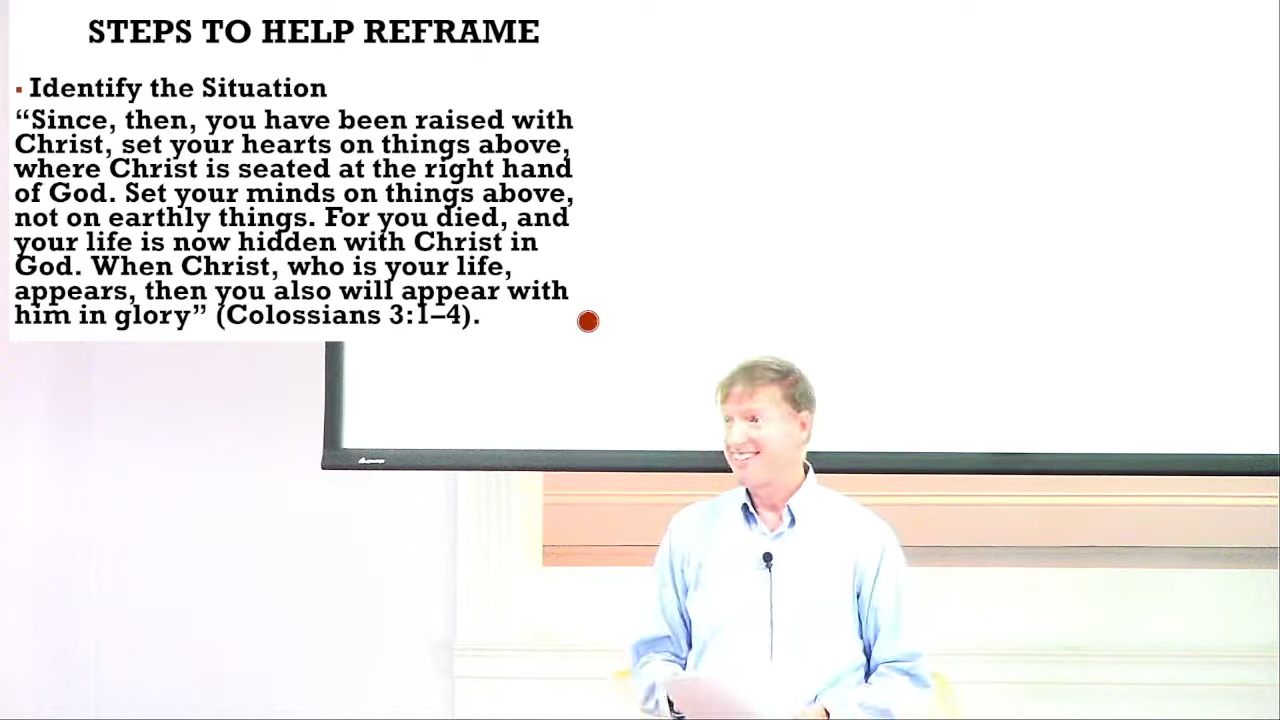 STEPS TO HELP REFRAME
▪ Identify the Situation
“Since, then, you have been raised with
Christ, set your hearts on things above,
where Christ is seated at the right hand
of God. Set your minds on things above,
not on earthly things. For you died, and
your life is now hidden with Christ in
God. When Christ, who is your life,
appears, then you also will appear with
him in glory” (Colossians 3:1–4).